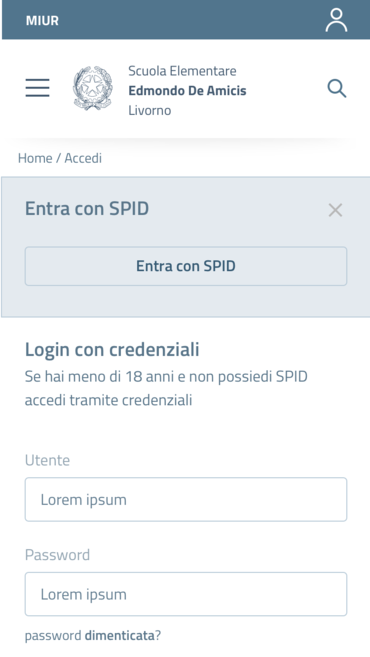 MIUR
Scuola Elementare
Edmondo De Amicis
Livorno
Home / Accedi
Entra con SPID
Entra con SPID
Login con credenziali
Se hai meno di 18 anni e non possiedi SPID
accedi tramite credenziali
Utente
Lorem ipsum
Password
Lorem ipsum
password dimenticata?